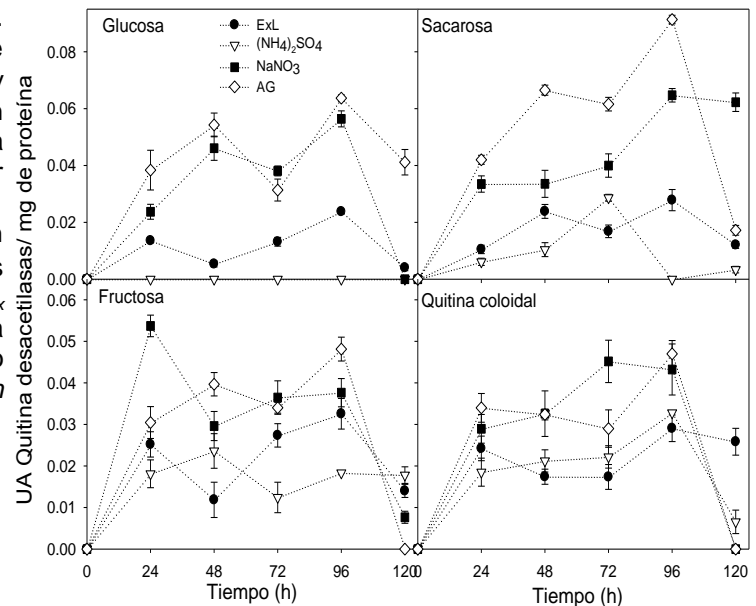 Glucosa
ExL
(NH4)2SO4
NaNO3
AG
Sacarosa
0.08
0.06
0.04
0.02
0.00
Fructosa
Quitina coloidal
0.06
0.05
0.04
0.03
0.02
0.01
0.00
UA Quitina desacetilasas/ mg de proteína
0 24 48 72 96 120
0 24 48 72 96 120
Tiempo (h)
Tiempo (h)